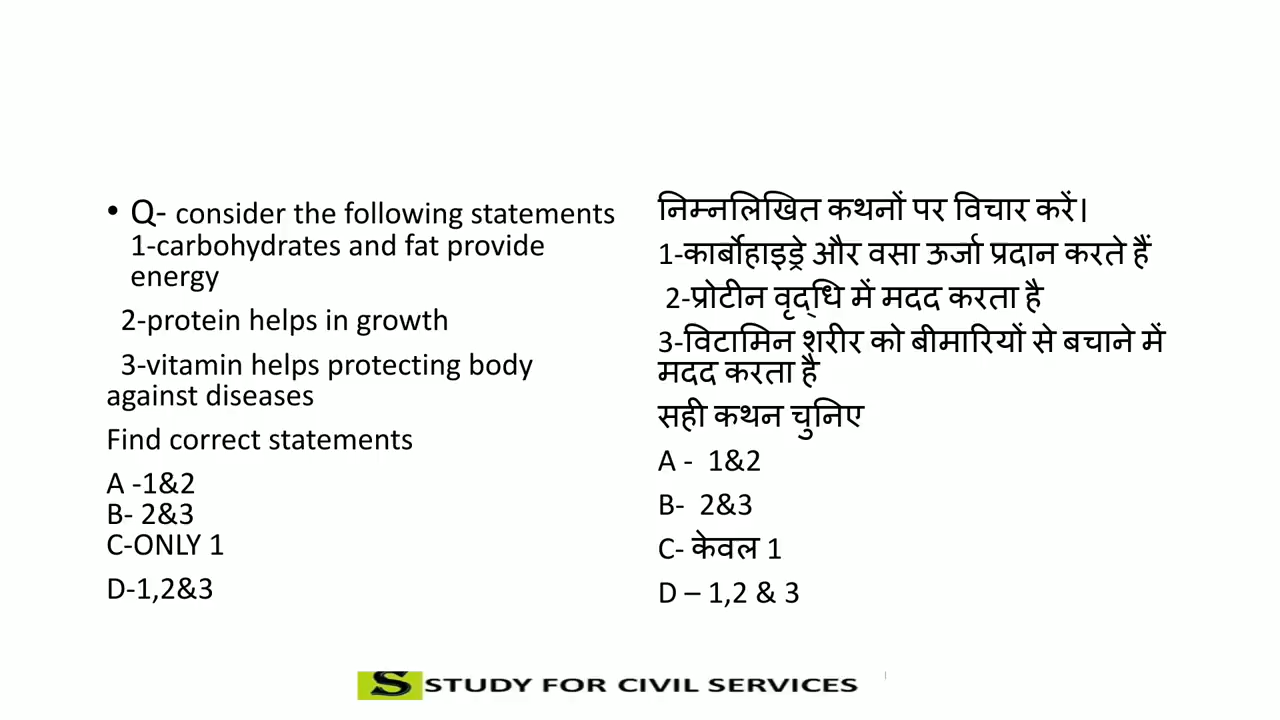 • Q- consider the following statements
1-carbohydrates and fat provide
energy
2-protein helps in growth
3-vitamin helps protecting body
against diseases
Find correct statements
A -1&2
B- 2&3
C-ONLY 1
D-1,2&3
निम्नलिखित कथनों पर विचार करें।
1-कार्बोहाइड्रे और वसा ऊर्जा प्रदान करते हैं
2-प्रोटीन वृद्धि में मदद करता है
3-विटामिन शरीर को बीमारियों से बचाने में
मदद करता है
सही कथन चुनिए
A - 1&2
B- 2&3
C- केवल 1
D – 1,2 & 3
S STUDY FOR CIVIL SERVICES